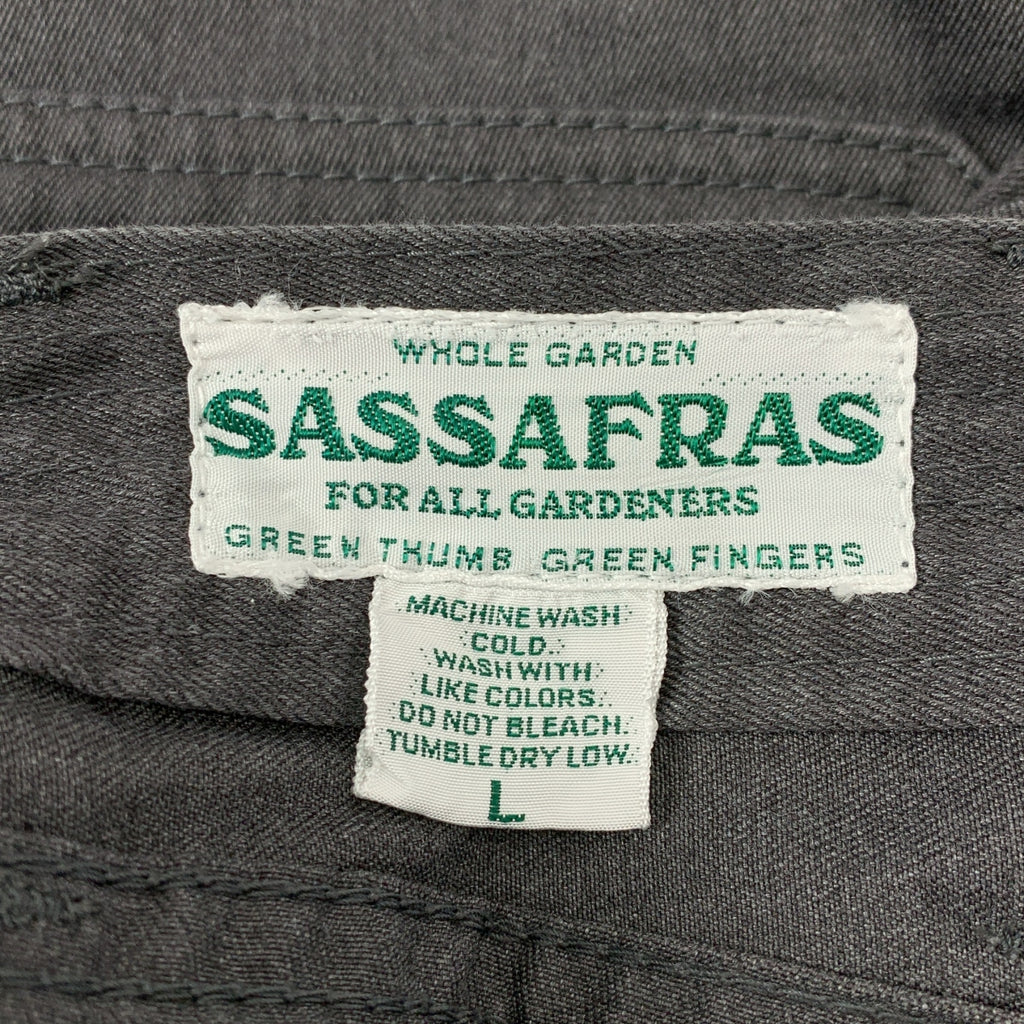 WHOLE GARDEN
SASSAFRAS
FOR ALL GARDENERS
GREEN THUMB GREEN FINGERS
MACHINE WASH
COLD.
WASH WITH
LIKE COLORS.
DO NOT BLEACH.
TUMBLE DRY LOW.
L